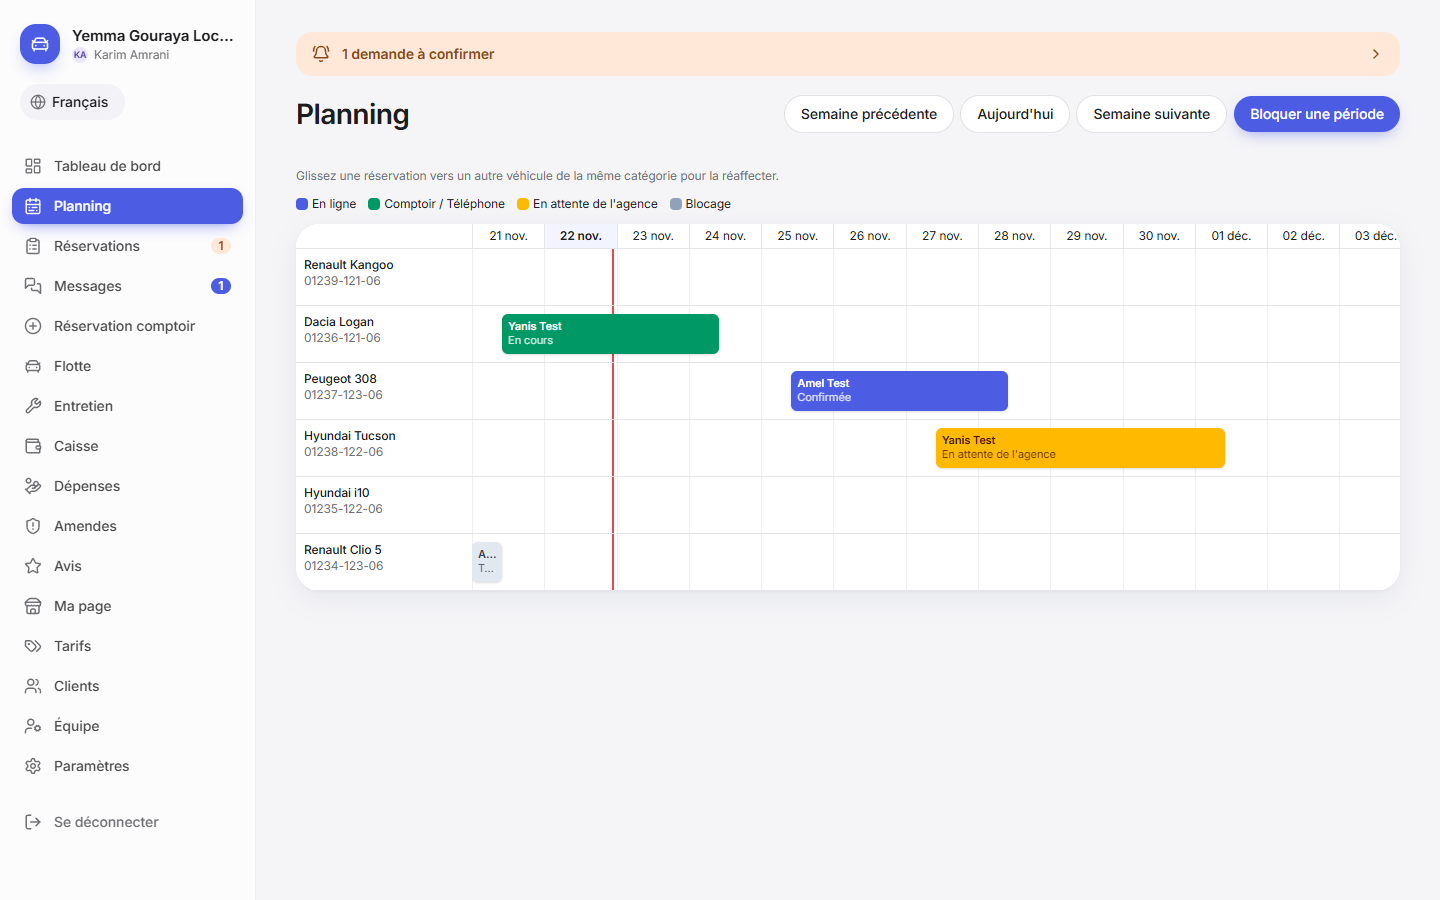 Yemma Gouraya Loc...
KA Karim Amrani
Français
Tableau de bord
Planning
Réservations 1
Messages 1
Réservation comptoir
Flotte
Entretien
Caisse
Dépenses
Amendes
Avis
Ma page
Tarifs
Clients
Équipe
Paramètres
Se déconnecter
1 demande à confirmer
Planning
Semaine précédente
Aujourd'hui
Semaine suivante
Bloquer une période
Glissez une réservation vers un autre véhicule de la même catégorie pour la réaffecter.
En ligne Comptoir / Téléphone En attente de l'agence Blocage
21 nov. 22 nov. 23 nov. 24 nov. 25 nov. 26 nov. 27 nov. 28 nov. 29 nov. 30 nov. 01 déc. 02 déc. 03 déc.
Renault Kangoo
01239-121-06
Dacia Logan
01236-121-06
Yanis Test
En cours
Peugeot 308
01237-123-06
Amel Test
Confirmée
Hyundai Tucson
01238-122-06
Yanis Test
En attente de l'agence
Hyundai i10
01235-122-06
Renault Clio 5
01234-123-06
A...
T...